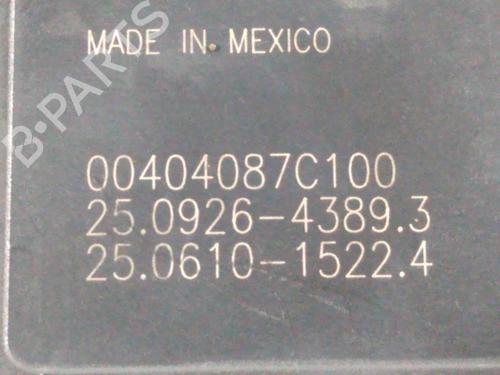 B-PARTS
MADE IN MEXICO
00404087C100
25.0926-4389.3
25.0610-1522.4